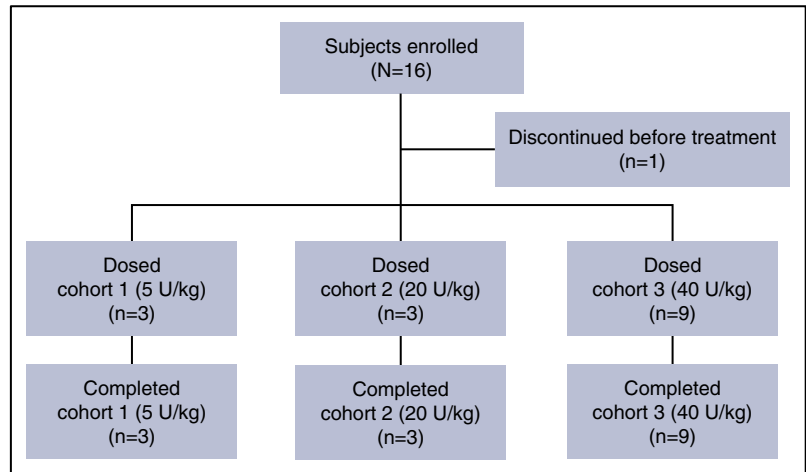 Subjects enrolled
(N=16)
Discontinued before treatment
(n=1)
Dosed
cohort 1 (5 U/kg)
(n=3)
Dosed
cohort 2 (20 U/kg)
(n=3)
Dosed
cohort 3 (40 U/kg)
(n=9)
Completed
cohort 1 (5 U/kg)
(n=3)
Completed
cohort 2 (20 U/kg)
(n=3)
Completed
cohort 3 (40 U/kg)
(n=9)